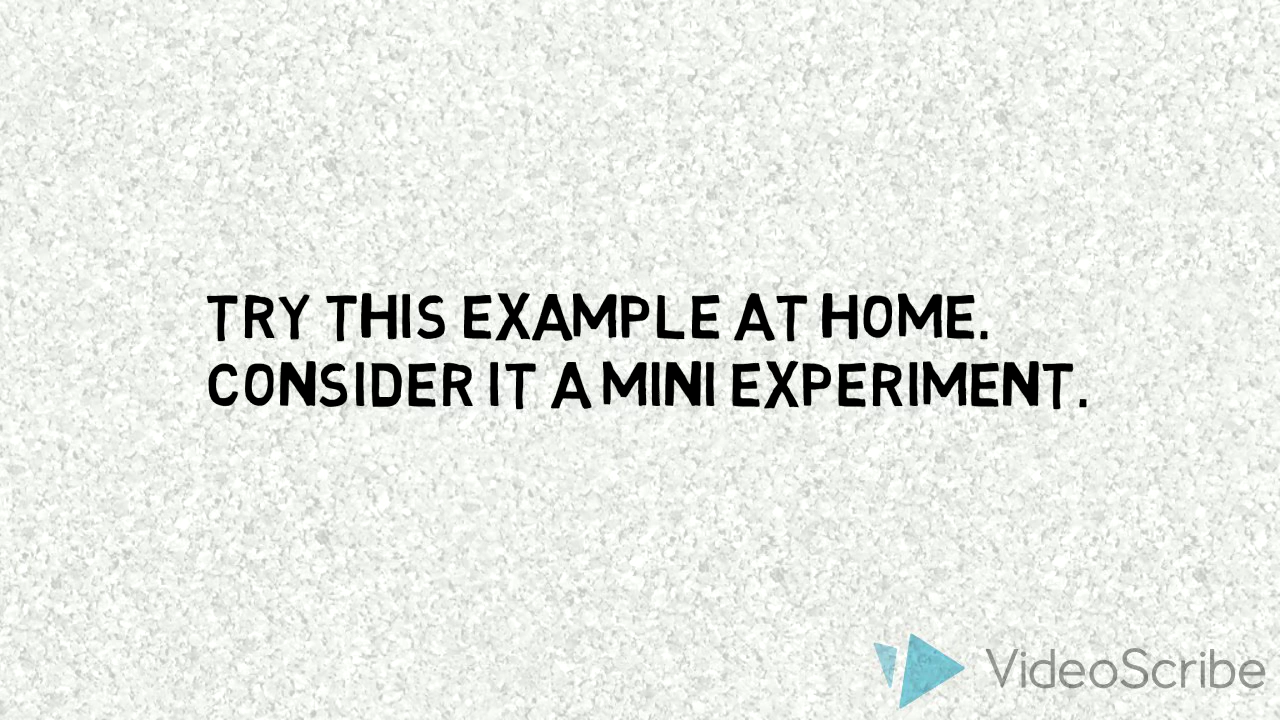 TRY THIS EXAMPLE AT HOME.
CONSIDER IT A MINI EXPERIMENT.
VideoScribe